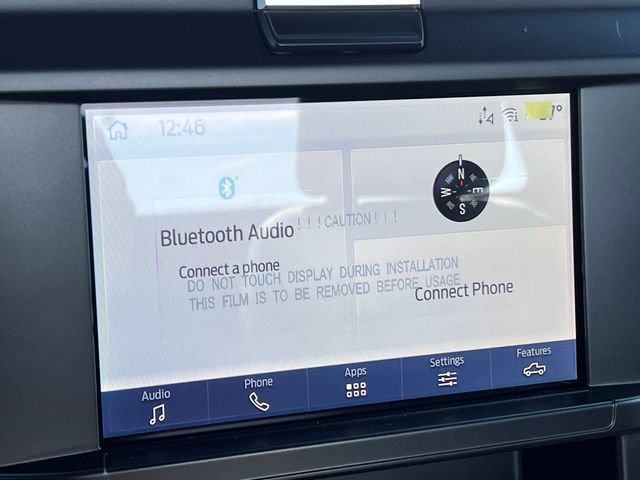 12:46
Bluetooth Audio
Connect a phone
! ! ! CAUTION ! ! !
DO NOT TOUCH DISPLAY DURING INSTALLATION
THIS FILM IS TO BE REMOVED BEFORE USAGE
N
W
E
S
Connect Phone
Audio
Phone
Apps
Settings
Features